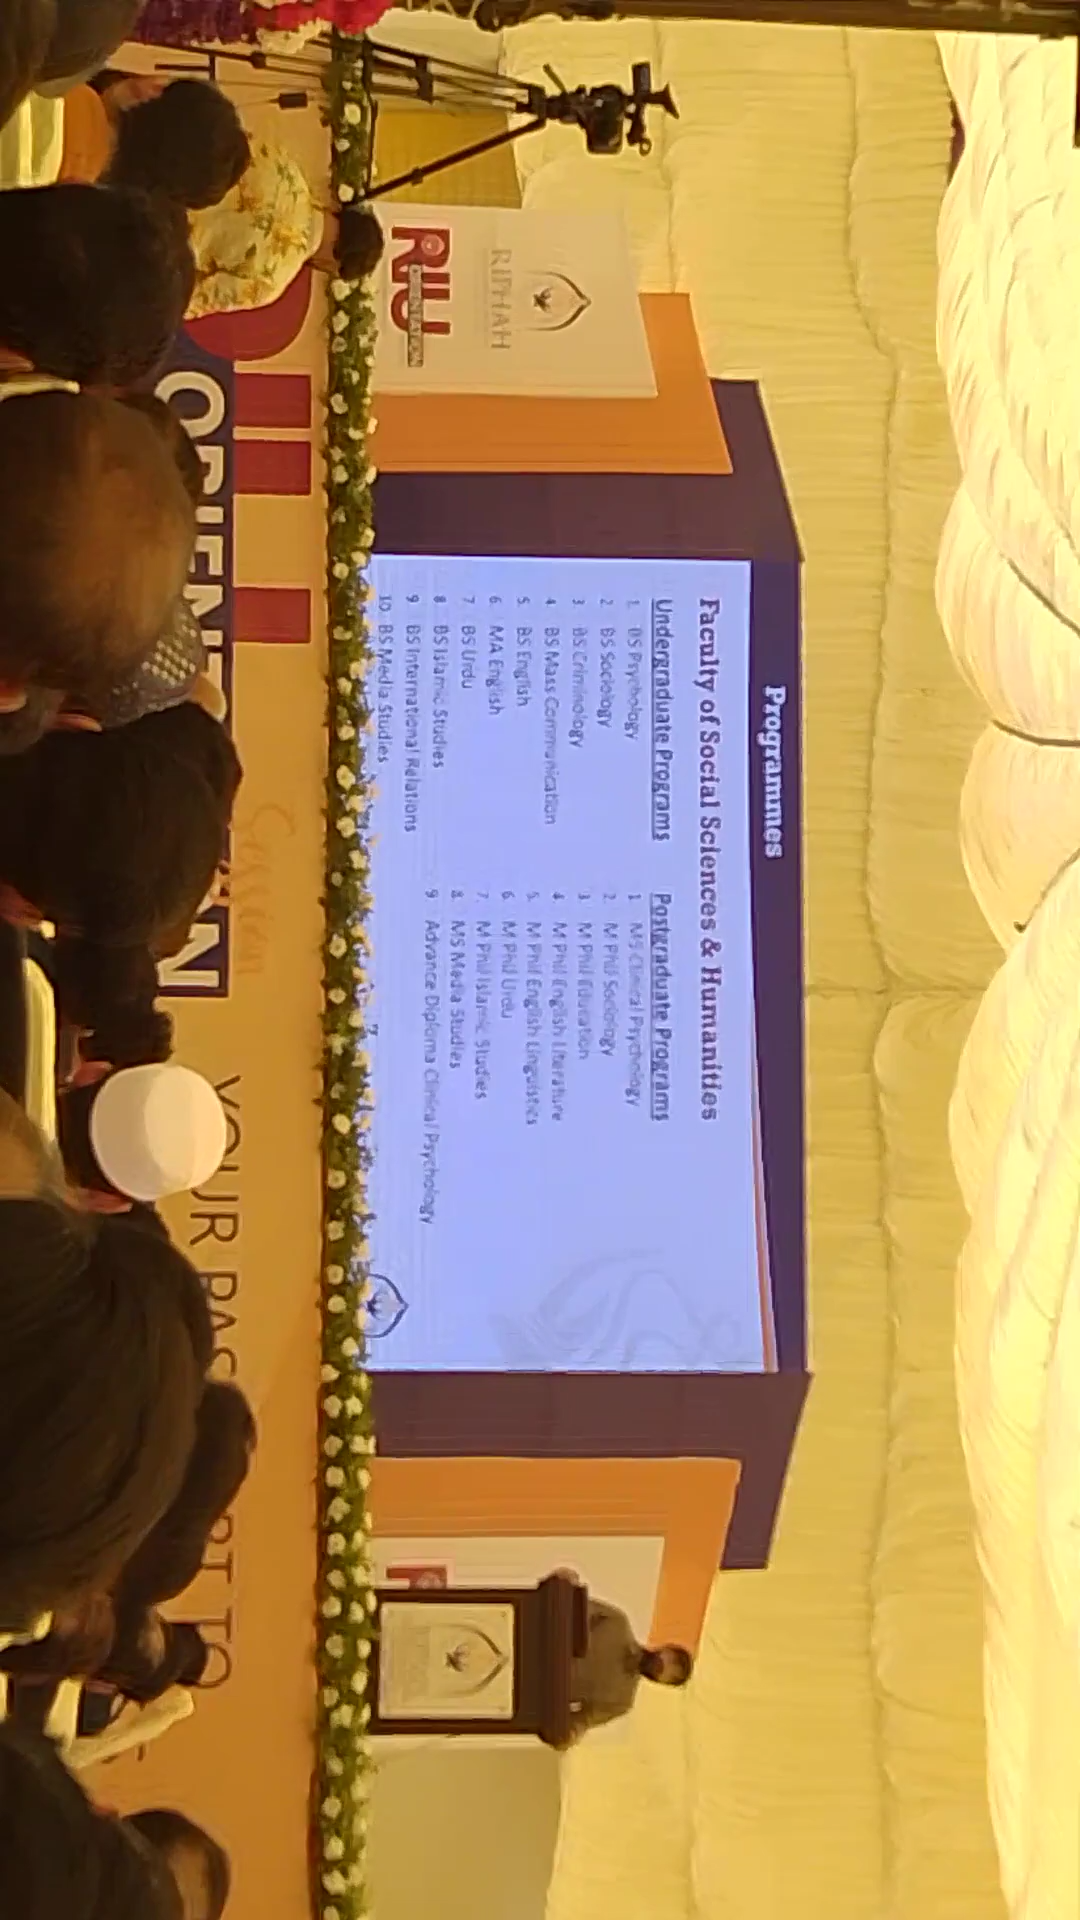 Programmes
Faculty of Social Sciences & Humanities
Undergraduate Programs
1. BS Psychology
2. BS Sociology
3. BS Criminology
4. BS Mass Communication
5. BS English
6. MA English
7. BS Urdu
8. BS Islamic Studies
9. BS International Relations
10. BS Media Studies
Postgraduate Programs
1. MS Clinical Psychology
2. M Phil Sociology
3. M Phil Education
4. M Phil English Literature
5. M Phil English Linguistics
6. M Phil Urdu
7. M Phil Islamic Studies
8. MS Media Studies
9. Advance Diploma Clinical Psychology
RIPHAH
RIU
ORIENTATION
YOUR
TO